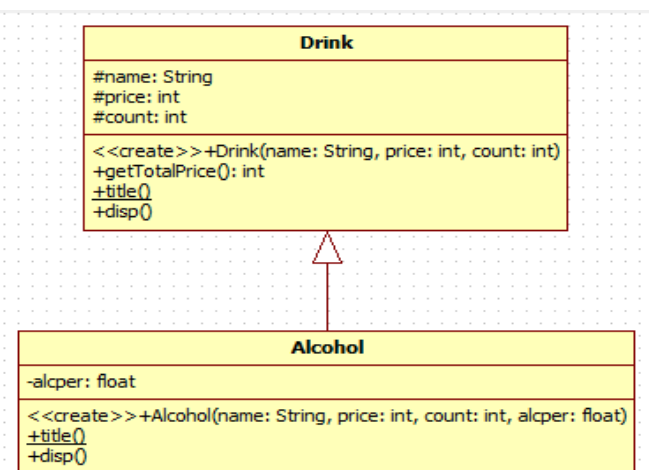 Drink
#name: String
#price: int
#count: int
<<create>>+Drink(name: String, price: int, count: int)
+getTotalPrice(): int
+title()
+disp()
Alcohol
-alcper: float
<<create>>+Alcohol(name: String, price: int, count: int, alcper: float)
+title()
+disp()